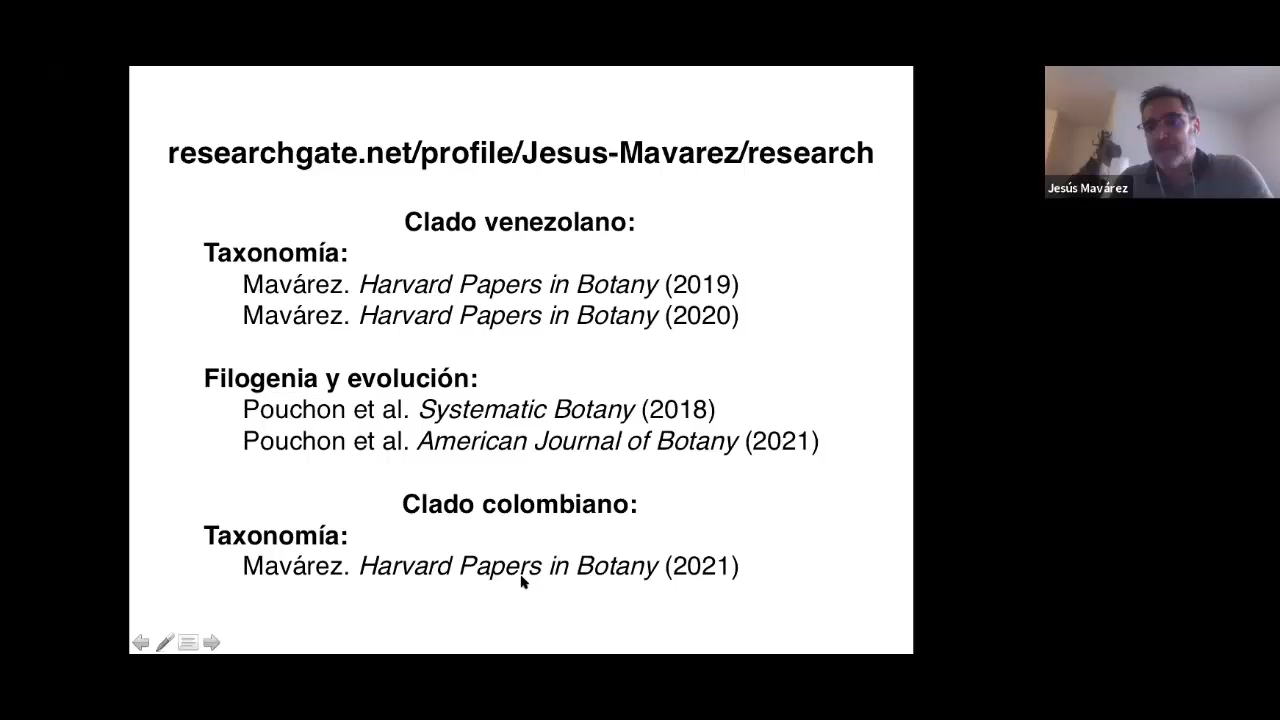 researchgate.net/profile/Jesus-Mavarez/research
Clado venezolano:
Taxonomía:
Mavárez. Harvard Papers in Botany (2019)
Mavárez. Harvard Papers in Botany (2020)
Filogenia y evolución:
Pouchon et al. Systematic Botany (2018)
Pouchon et al. American Journal of Botany (2021)
Clado colombiano:
Taxonomía:
Mavárez. Harvard Papers in Botany (2021)
Jesús Mavárez